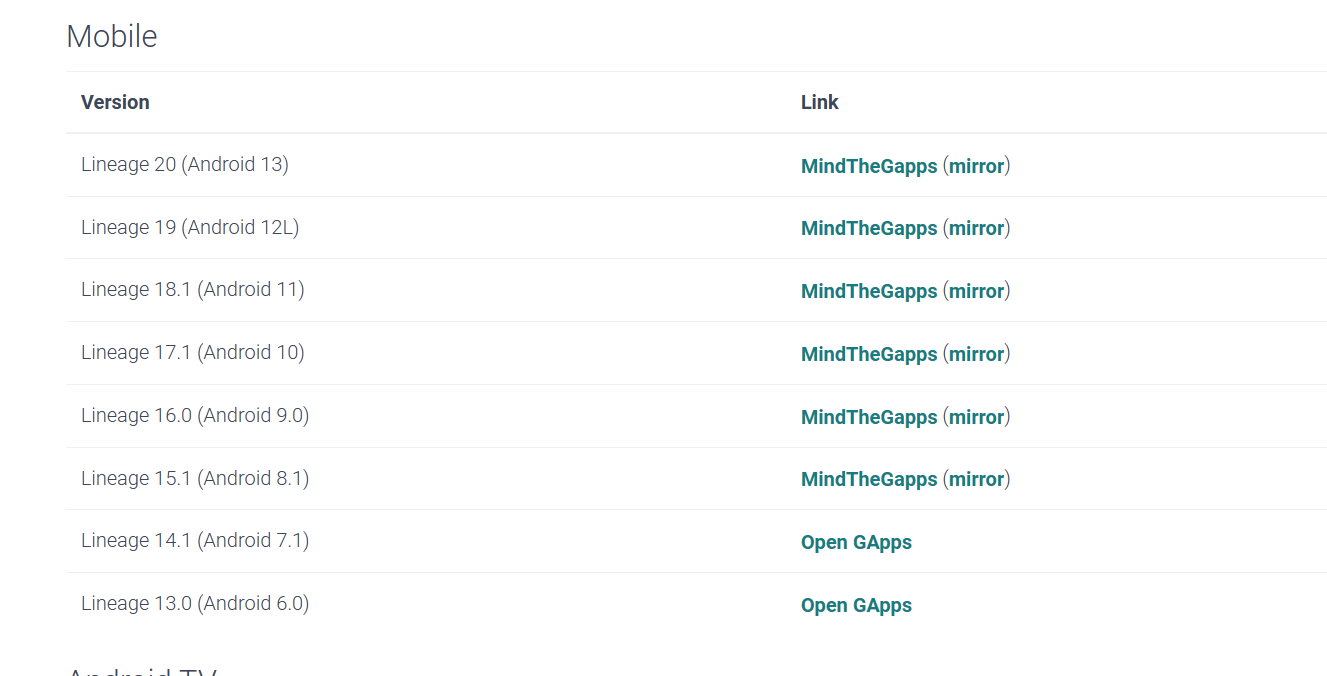 Mobile
Version Link
Lineage 20 (Android 13) MindTheGapps (mirror)
Lineage 19 (Android 12L) MindTheGapps (mirror)
Lineage 18.1 (Android 11) MindTheGapps (mirror)
Lineage 17.1 (Android 10) MindTheGapps (mirror)
Lineage 16.0 (Android 9.0) MindTheGapps (mirror)
Lineage 15.1 (Android 8.1) MindTheGapps (mirror)
Lineage 14.1 (Android 7.1) Open GApps
Lineage 13.0 (Android 6.0) Open GApps
Android TV